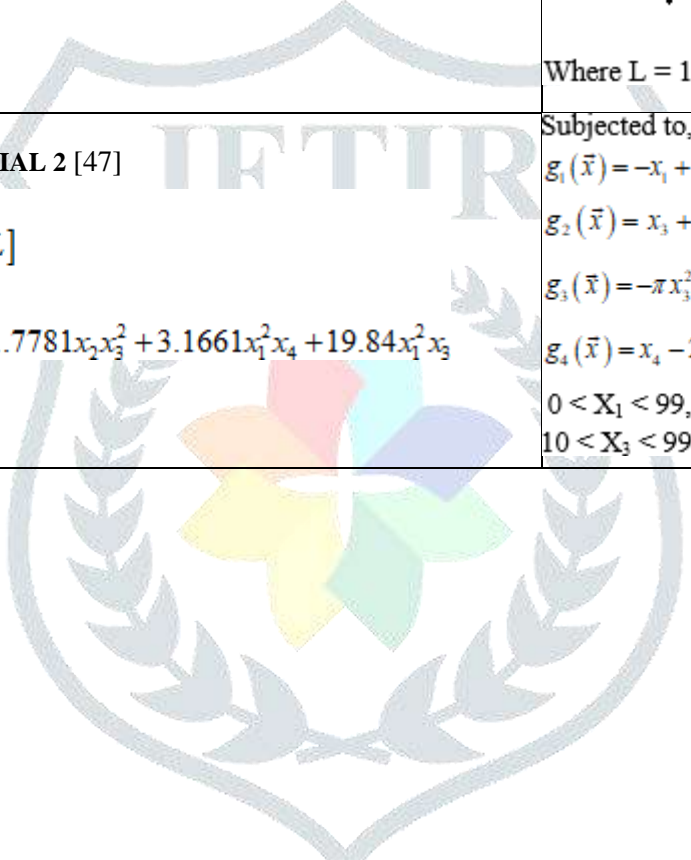 JETIR
IAL 2 [47]
]
.7781x₂x₃² +3.1661x₁²x₄ +19.84x₁²x₃
Where L = 1
Subjected to,
g₁(x⃗)=−x₁ +
g₂(x⃗)= x₃ +
g₃(x⃗)=−πx₃²
g₄(x⃗)=x₄ −
0 < X₁ < 99,
10 < X₃ < 99